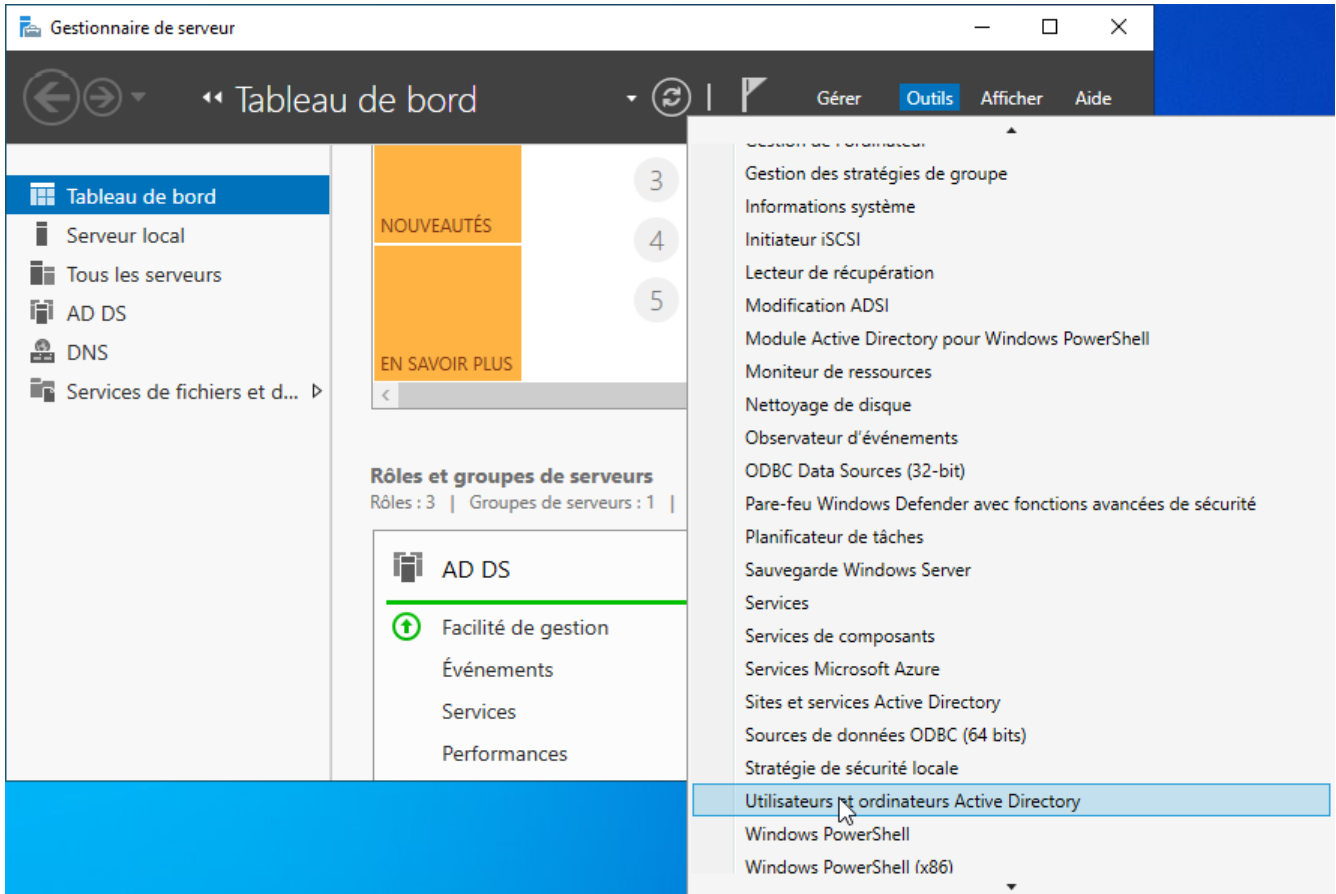 Gestionnaire de serveur
Tableau de bord
Gérer Outils Afficher Aide
Tableau de bord
Serveur local
Tous les serveurs
AD DS
DNS
Services de fichiers et d...
NOUVEAUTÉS
EN SAVOIR PLUS
3
4
5
Rôles et groupes de serveurs
Rôles : 3 | Groupes de serveurs : 1 |
AD DS
Facilité de gestion
Événements
Services
Performances
Gestion de l'ordinateur
Gestion des stratégies de groupe
Informations système
Initiateur iSCSI
Lecteur de récupération
Modification ADSI
Module Active Directory pour Windows PowerShell
Moniteur de ressources
Nettoyage de disque
Observateur d'événements
ODBC Data Sources (32-bit)
Pare-feu Windows Defender avec fonctions avancées de sécurité
Planificateur de tâches
Sauvegarde Windows Server
Services
Services de composants
Services Microsoft Azure
Sites et services Active Directory
Sources de données ODBC (64 bits)
Stratégie de sécurité locale
Utilisateurs et ordinateurs Active Directory
Windows PowerShell
Windows PowerShell (x86)